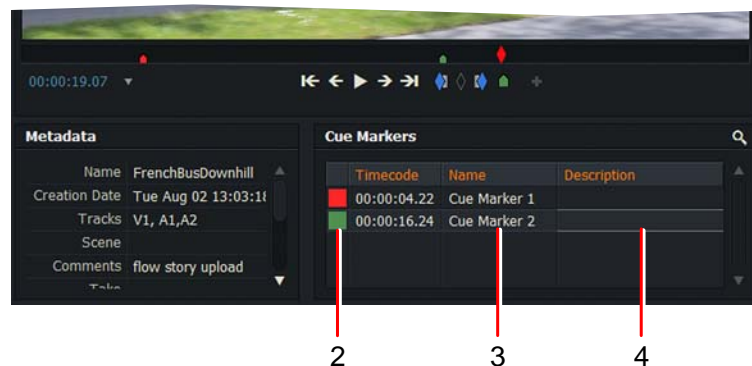 00:00:19.07
Metadata
Name FrenchBusDownhill
Creation Date Tue Aug 02 13:03:18
Tracks V1, A1,A2
Scene
Comments flow story upload
Take
Cue Markers
Timecode Name Description
00:00:04.22 Cue Marker 1
00:00:16.24 Cue Marker 2
2 3 4